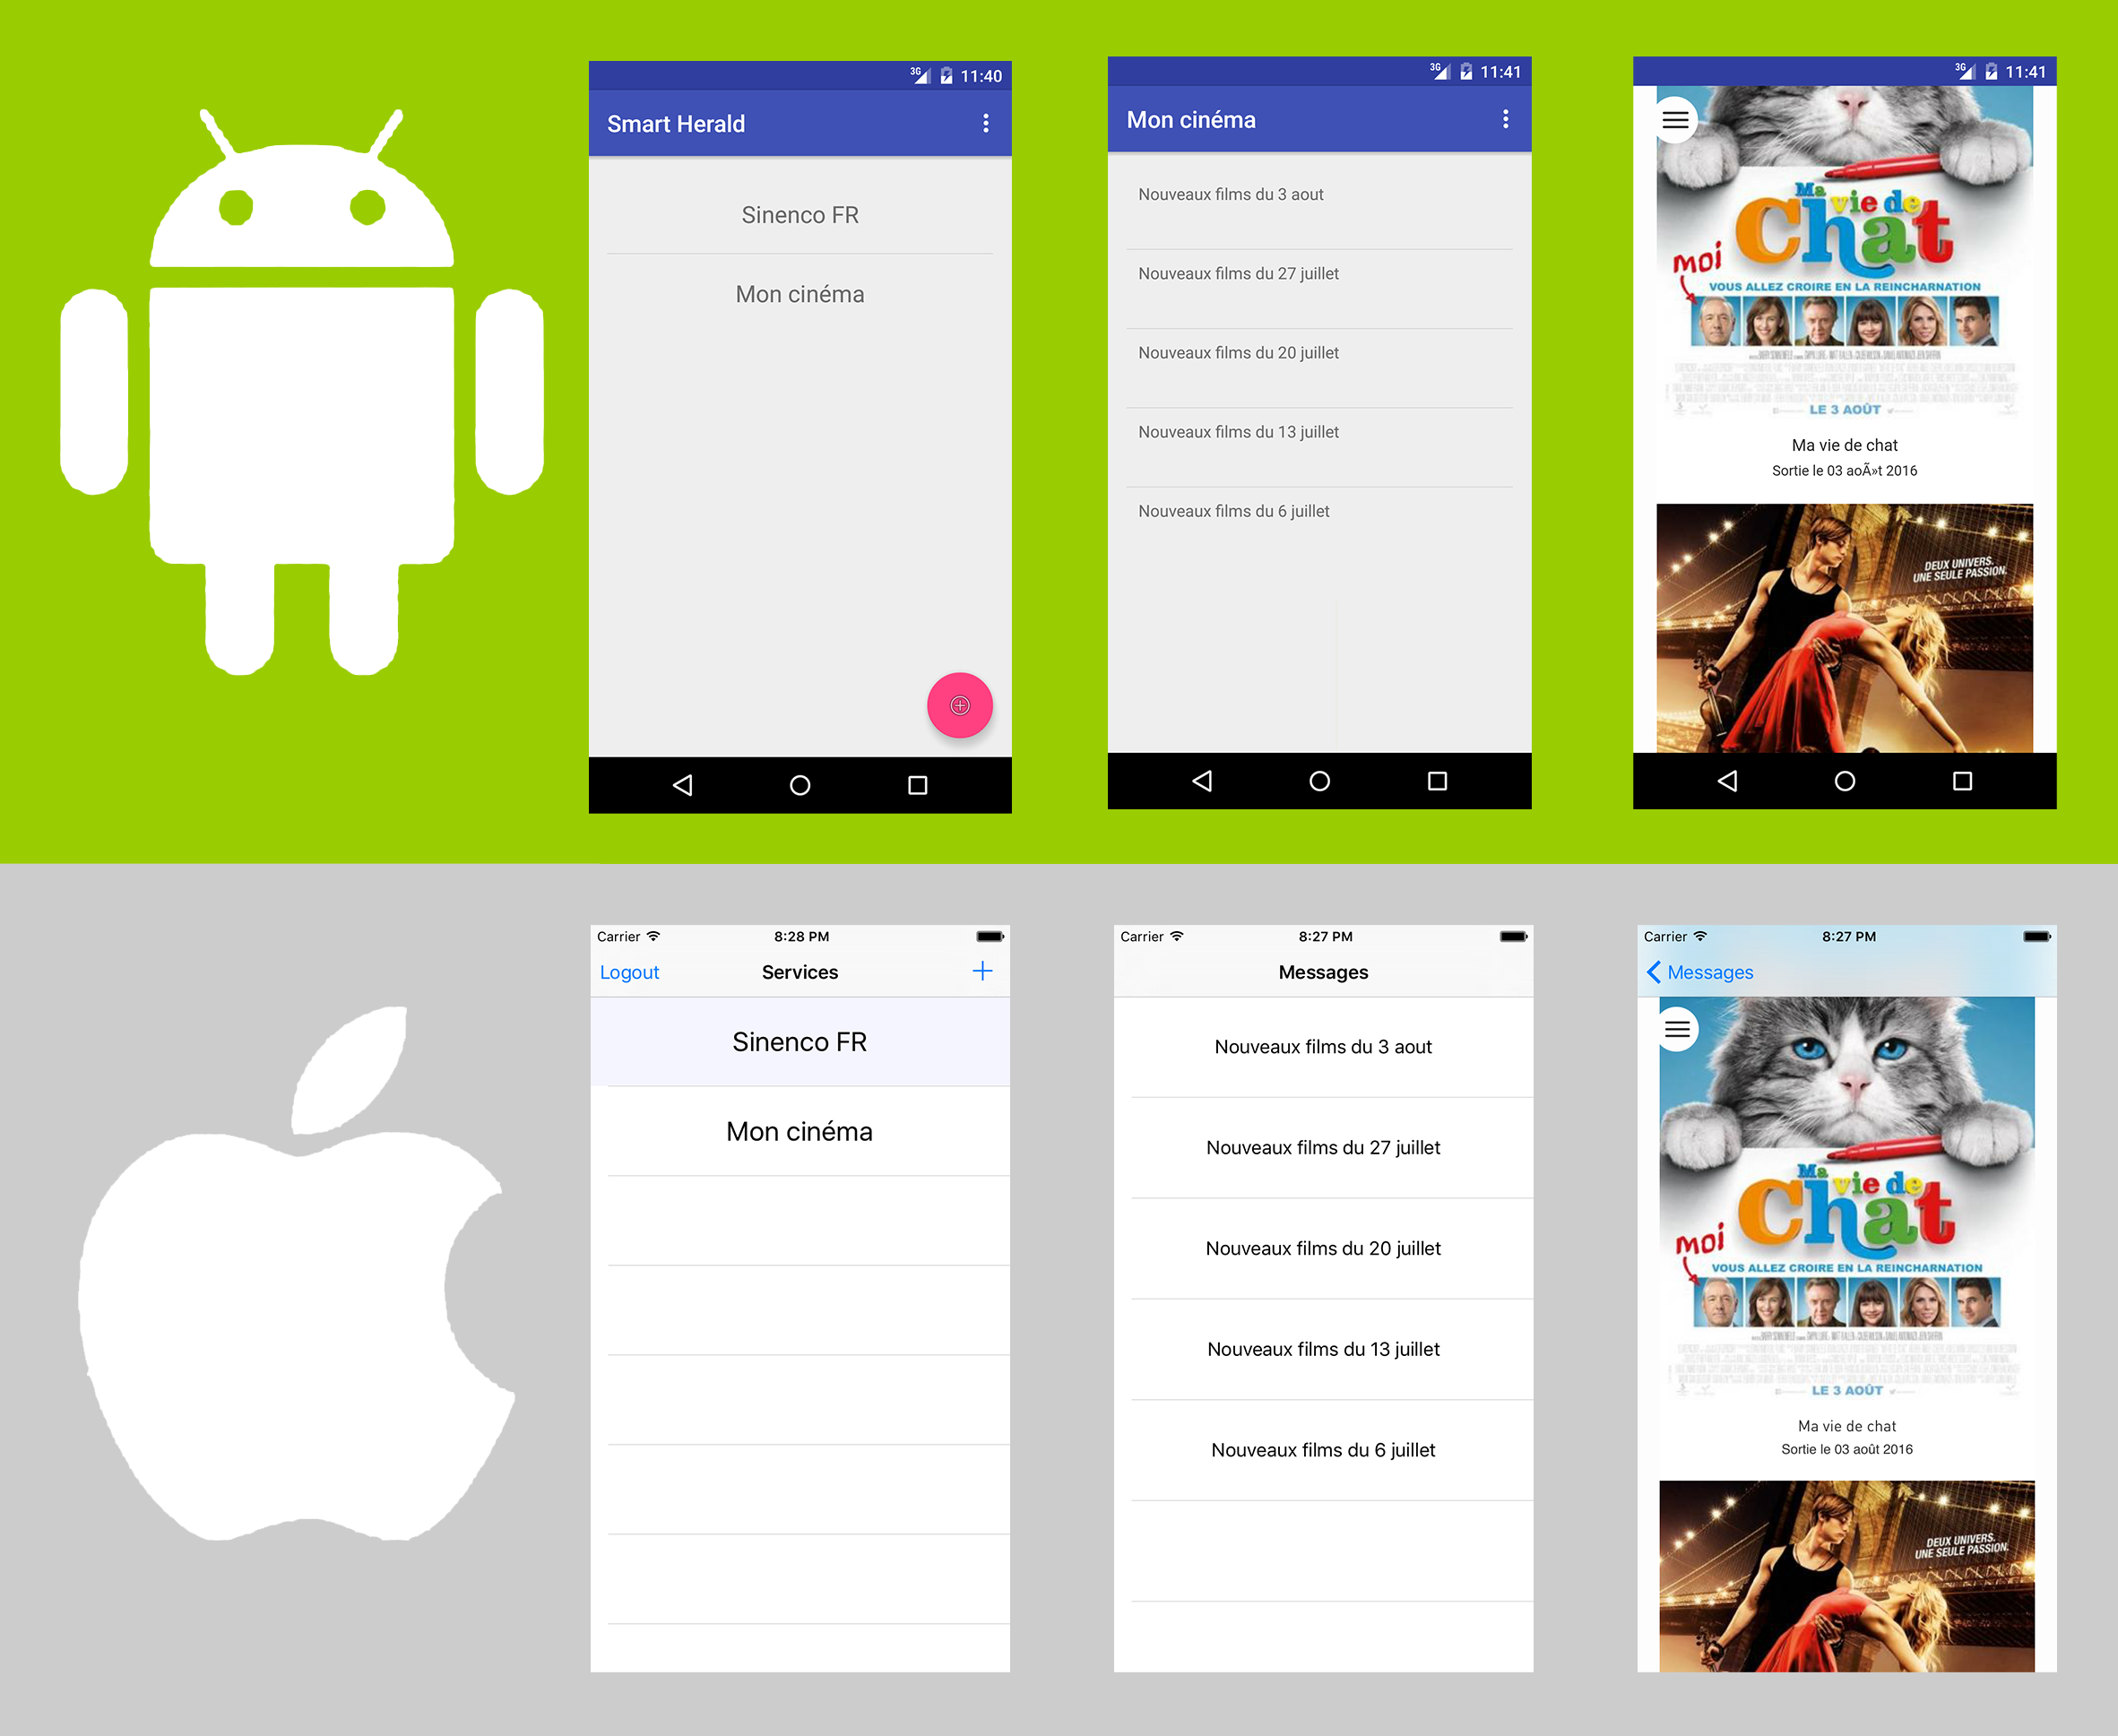 3G 11:40
Smart Herald
Sinenco FR
Mon cinéma
3G 11:41
Mon cinéma
Nouveaux films du 3 aout
Nouveaux films du 27 juillet
Nouveaux films du 20 juillet
Nouveaux films du 13 juillet
Nouveaux films du 6 juillet
3G 11:41
Ma vie de
Chat
moi
VOUS ALLEZ CROIRE EN LA REINCARNATION
LE 3 AOÛT
Ma vie de chat
Sortie le 03 aoÃ»t 2016
DEUX UNIVERS.
UNE SEULE PASSION.
Carrier 8:28 PM
Logout Services +
Sinenco FR
Mon cinéma
Carrier 8:27 PM
Messages
Nouveaux films du 3 aout
Nouveaux films du 27 juillet
Nouveaux films du 20 juillet
Nouveaux films du 13 juillet
Nouveaux films du 6 juillet
Carrier 8:27 PM
Messages
Ma vie de
Chat
moi
VOUS ALLEZ CROIRE EN LA REINCHARNATION
LE 3 AOÛT
Ma vie de chat
Sortie le 03 août 2016
DEUX UNIVERS.
UNE SEULE PASSION.